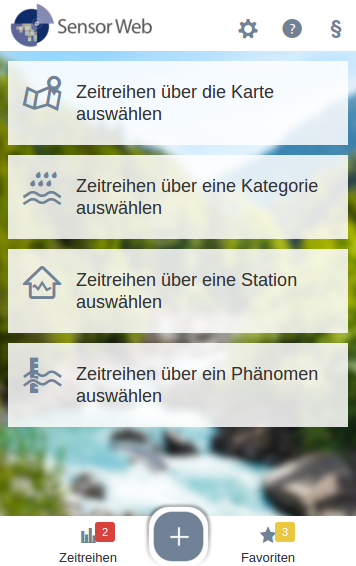 Sensor Web
?
§
Zeitreihen über die Karte
auswählen
Zeitreihen über eine Kategorie
auswählen
Zeitreihen über eine Station
auswählen
Zeitreihen über ein Phänomen
auswählen
2
3
Zeitreihen
Favoriten